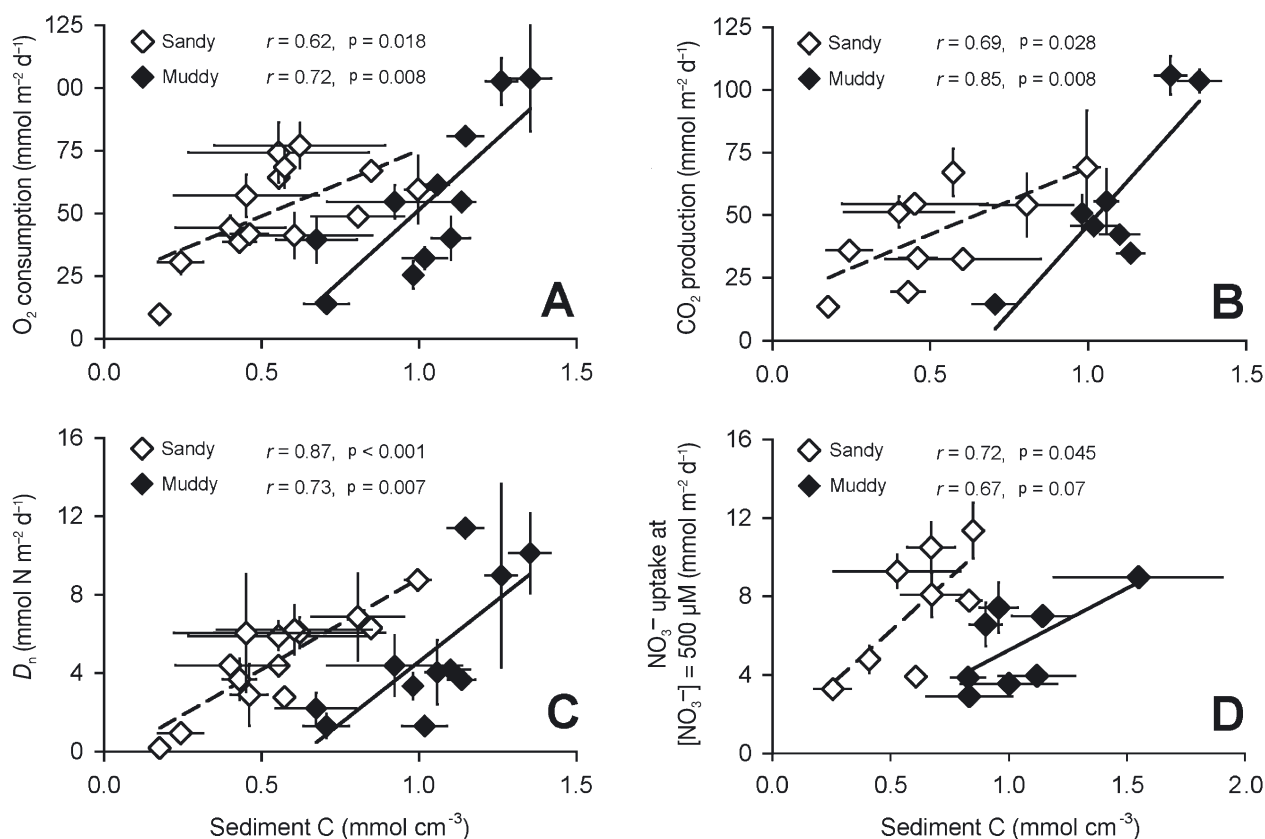 125
00
75
50
25
0
O₂ consumption (mmol m⁻² d⁻¹)
Sandy r = 0.62, p = 0.018
Muddy r = 0.72, p = 0.008
A
0.0 0.5 1.0 1.5
125
100
75
50
25
0
CO₂ production (mmol m⁻² d⁻¹)
Sandy r = 0.69, p = 0.028
Muddy r = 0.85, p = 0.008
B
0.0 0.5 1.0 1.5
16
12
8
4
0
Dₙ (mmol N m⁻² d⁻¹)
Sandy r = 0.87, p < 0.001
Muddy r = 0.73, p = 0.007
C
0.0 0.5 1.0 1.5
Sediment C (mmol cm⁻³)
16
12
8
4
0
NO₃⁻ uptake at
[NO₃⁻] = 500 µM (mmol m⁻² d⁻¹)
Sandy r = 0.72, p = 0.045
Muddy r = 0.67, p = 0.07
D
0.0 0.5 1.0 1.5 2.0
Sediment C (mmol cm⁻³)